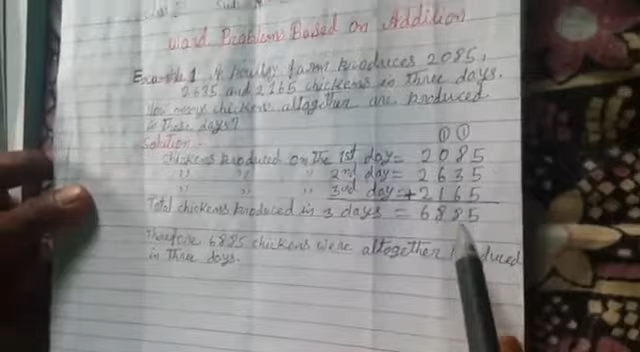 Word Problems Based on Addition
Example 1 A Poultry farm produces 2085,
2635 and 2165 chickens in three days.
How many chickens altogether are produced
in three days?
Solution -
① ①
Chickens produced on the 1st day = 2085
" " " 2nd day = 2635
" " " 3rd day = +2165
Total chickens produced in 3 days = 6885
Therefore 6885 chickens were altogether produced
in three days.